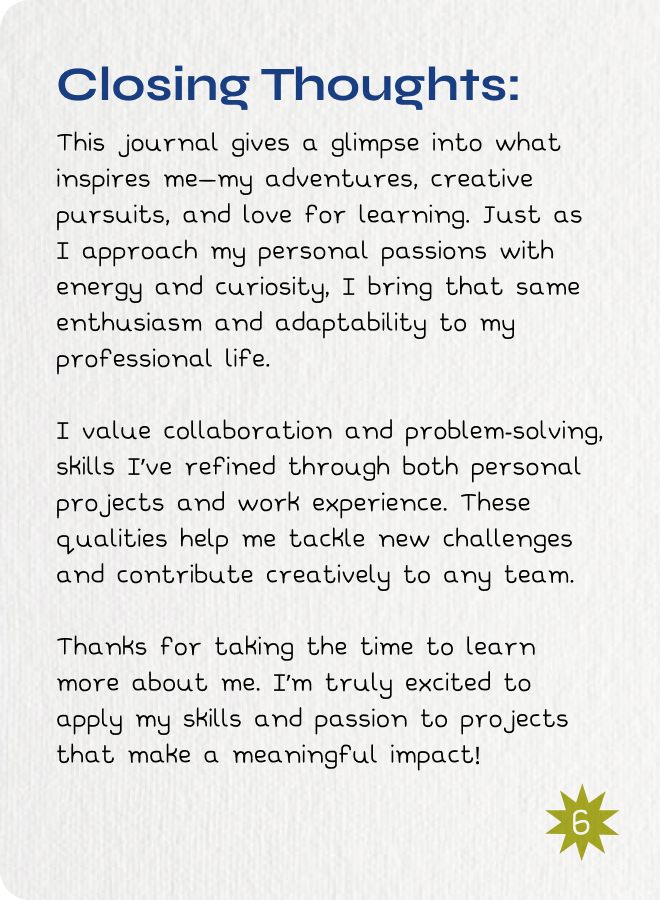 Closing Thoughts:
This journal gives a glimpse into what
inspires me—my adventures, creative
pursuits, and love for learning. Just as
I approach my personal passions with
energy and curiosity, I bring that same
enthusiasm and adaptability to my
professional life.
I value collaboration and problem-solving,
skills I've refined through both personal
projects and work experience. These
qualities help me tackle new challenges
and contribute creatively to any team.
Thanks for taking the time to learn
more about me. I'm truly excited to
apply my skills and passion to projects
that make a meaningful impact!
6